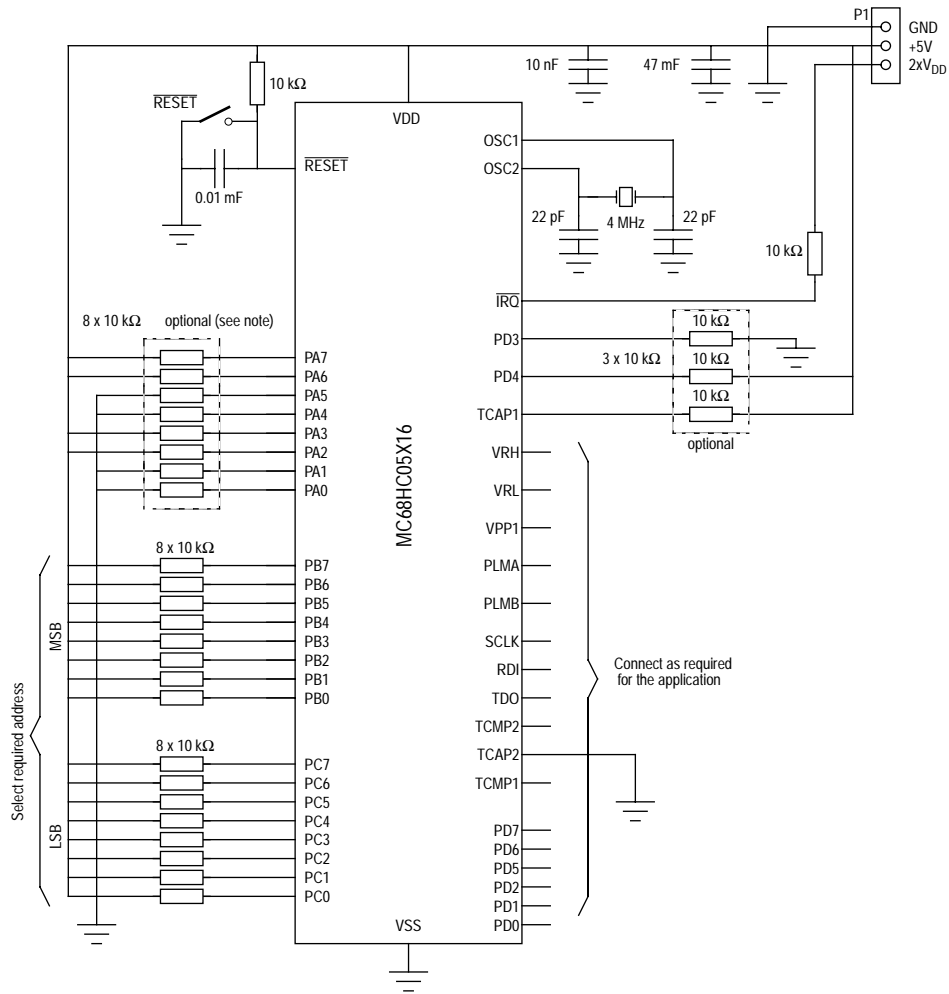 P1
GND
+5V
2xVDD
10 nF
47 mF
10 kΩ
RESET
VDD
OSC1
RESET
OSC2
0.01 mF
22 pF
4 MHz
22 pF
10 kΩ
IRQ
8 x 10 kΩ
optional (see note)
10 kΩ
PD3
3 x 10 kΩ
10 kΩ
PD4
10 kΩ
TCAP1
optional
PA7
PA6
PA5
PA4
PA3
PA2
PA1
PA0
MC68HC05X16
VRH
VRL
VPP1
PLMA
PLMB
SCLK
RDI
TDO
TCMP2
TCAP2
TCMP1
PD7
PD6
PD5
PD2
PD1
PD0
Connect as required
for the application
8 x 10 kΩ
PB7
PB6
PB5
PB4
PB3
PB2
PB1
PB0
MSB
Select required address
LSB
8 x 10 kΩ
PC7
PC6
PC5
PC4
PC3
PC2
PC1
PC0
VSS